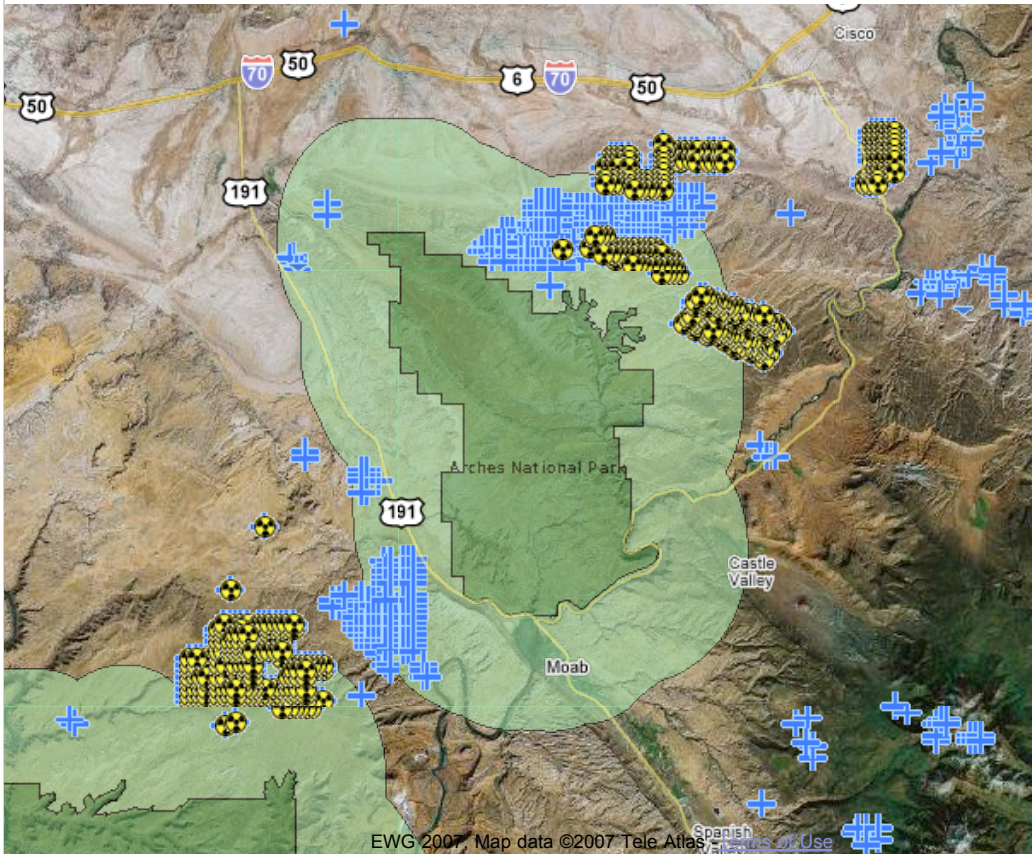 Cisco
70
50
6
70
50
50
191
Arches National Park
191
Castle
Valley
Moab
EWG 2007, Map data ©2007 Tele Atlas - Terms of Use
Spanish